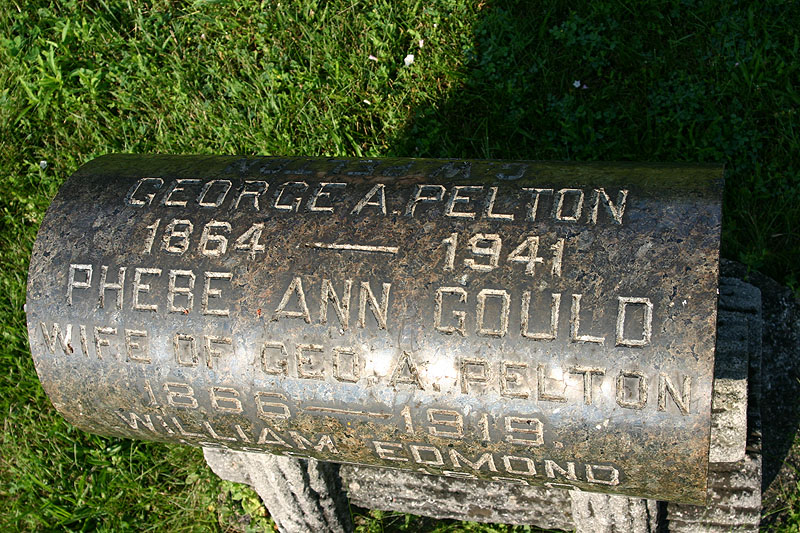 GEORGE A. PELTON
1864 — 1941
PHEBE ANN GOULD
WIFE OF GEO. A. PELTON
1866 — 1919
WILLIAM EDMOND